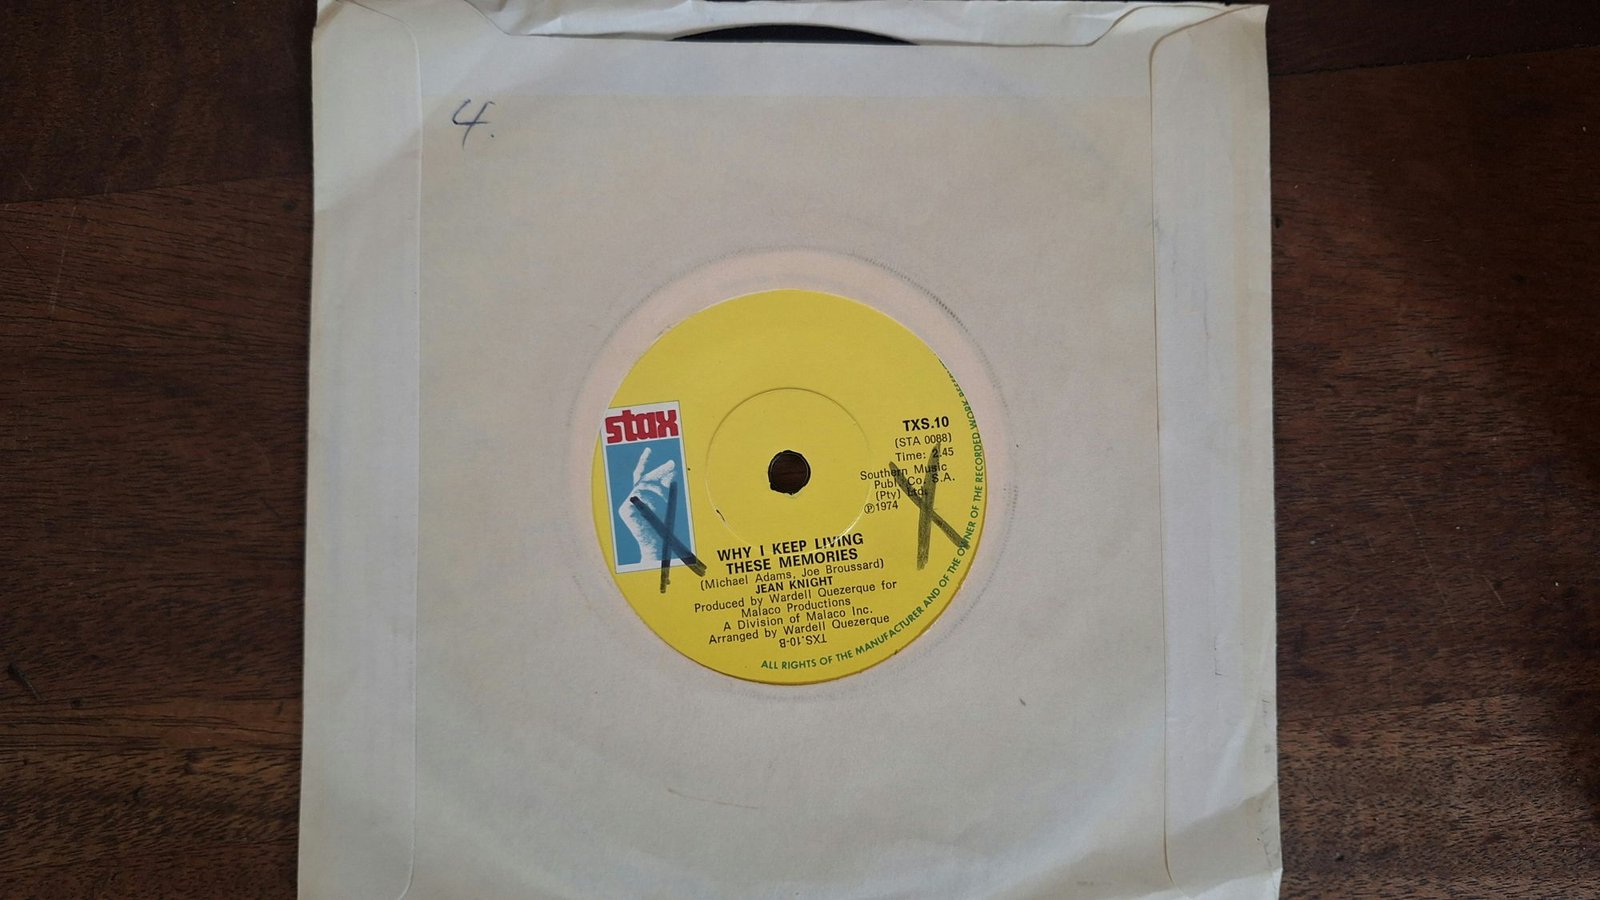 4.
stax
TXS.10
(STA 0088)
Time: 2.45
Southern Music
Publ. Co. S.A.
(Pty) Ltd.
℗1974
WHY I KEEP LIVING
THESE MEMORIES
(Michael Adams, Joe Broussard)
JEAN KNIGHT
Produced by Wardell Quezerque for
Malaco Productions
A Division of Malaco Inc.
Arranged by Wardell Quezerque
TXS.10-B
ALL RIGHTS OF THE MANUFACTURER AND OF THE OWNER OF THE RECORDED WORK